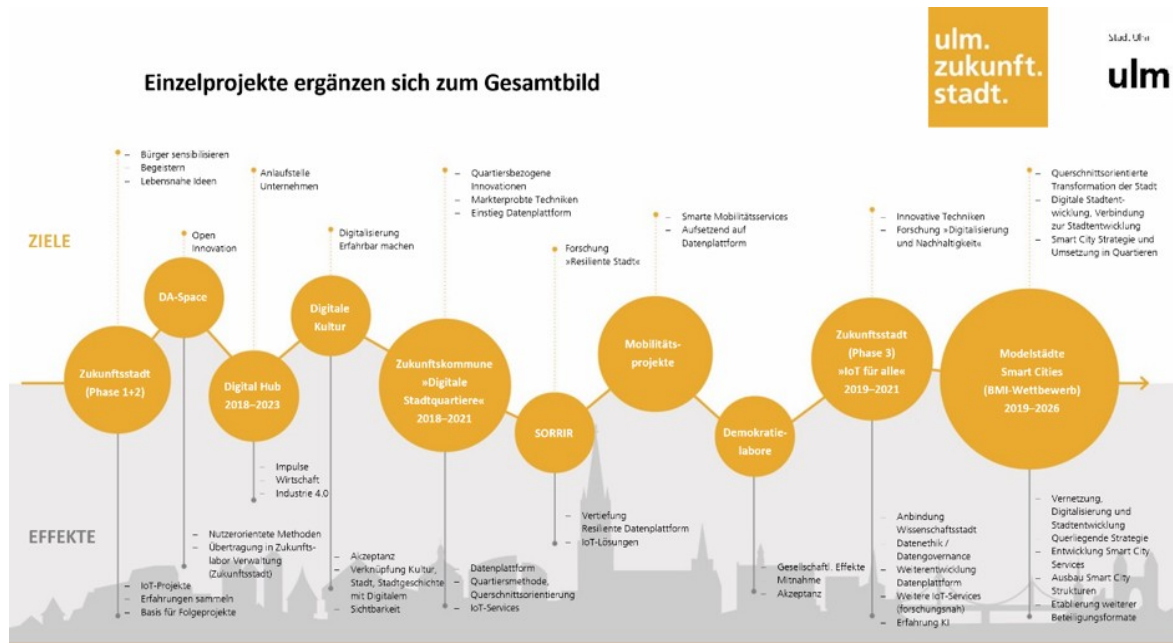 ulm.
zukunft.
stadt.
Stadt Ulm
ulm
Einzelprojekte ergänzen sich zum Gesamtbild
ZIELE
– Bürger sensibilisieren
– Begeistern
– Lebensnahe Ideen
Open
Innovation
Anlaufstelle
Unternehmen
Digitalisierung
Erfahrbar machen
– Quartiersbezogene
Innovationen
– Markterprobte Techniken
– Einstieg Datenplattform
Forschung
»Resiliente Stadt«
– Smarte Mobilitätsservices
– Aufsetzend auf
Datenplattform
– Innovative Techniken
– Forschung »Digitalisierung
und Nachhaltigkeit«
– Querschnittsorientierte
Transformation der Stadt
– Digitale Stadtent-
wicklung, Verbindung
zur Stadtentwicklung
– Smart City Strategie und
Umsetzung in Quartieren
Zukunftsstadt
(Phase 1+2)
DA-Space
Digital Hub
2018–2023
Digitale
Kultur
Zukunftskommune
»Digitale
Stadtquartiere«
2018–2021
SORRIR
Mobilitäts-
projekte
Demokratie-
labore
Zukunftsstadt
(Phase 3)
»IoT für alle«
2019–2021
Modelstädte
Smart Cities
(BMI-Wettbewerb)
2019–2026
EFFEKTE
– IoT-Projekte
– Erfahrungen sammeln
– Basis für Folgeprojekte
– Nutzerorientete Methoden
– Übertragung in Zukunfts-
labor Verwaltung
(Zukunftsstadt)
– Impulse
– Wirtschaft
– Industrie 4.0
– Akzeptanz
– Verknüpfung Kultur,
Stadt, Stadtgeschichte
mit Digitalem
– Sichtbarkeit
– Datenplattform
– Quartiersmethode,
Querschnittsorientierung
– IoT-Services
– Vertiefung
Resiliente Datenplattform
– IoT-Lösungen
– Gesellschaftl. Effekte
– Mitnahme
– Akzeptanz
– Anbindung
Wissenschaftsstadt
– Datenethik /
Datengovernance
– Weiterentwicklung
Datenplattform
– Weitere IoT-Services
(forschungsnah)
– Erfahrung KI
– Vernetzung,
Digitalisierung und
Stadtentwicklung
– Querliegende Strategie
– Entwicklung Smart City
Services
– Ausbau Smart City
Strukturen
– Etablierung weiterer
Beteiligungsformate